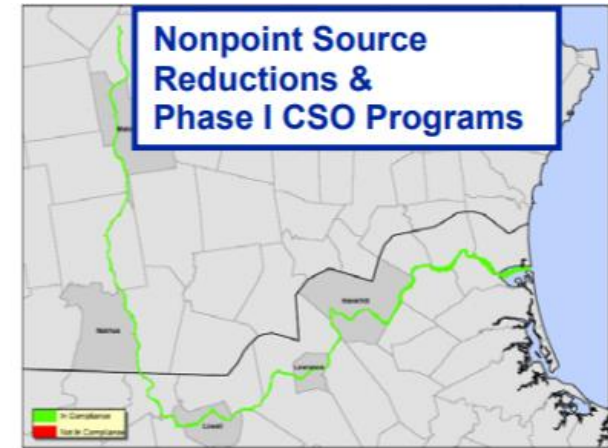 Nonpoint Source
Reductions &
Phase I CSO Programs
Haverhill
Nashua
Lawrence
Lowell
In Compliance
Not In Compliance